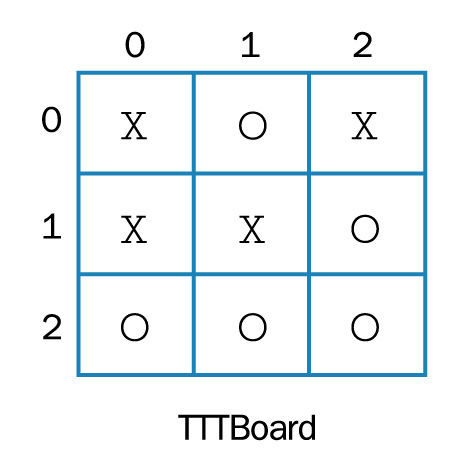 0 1 2
0 X O X
1 X X O
2 O O O
TTTBoard